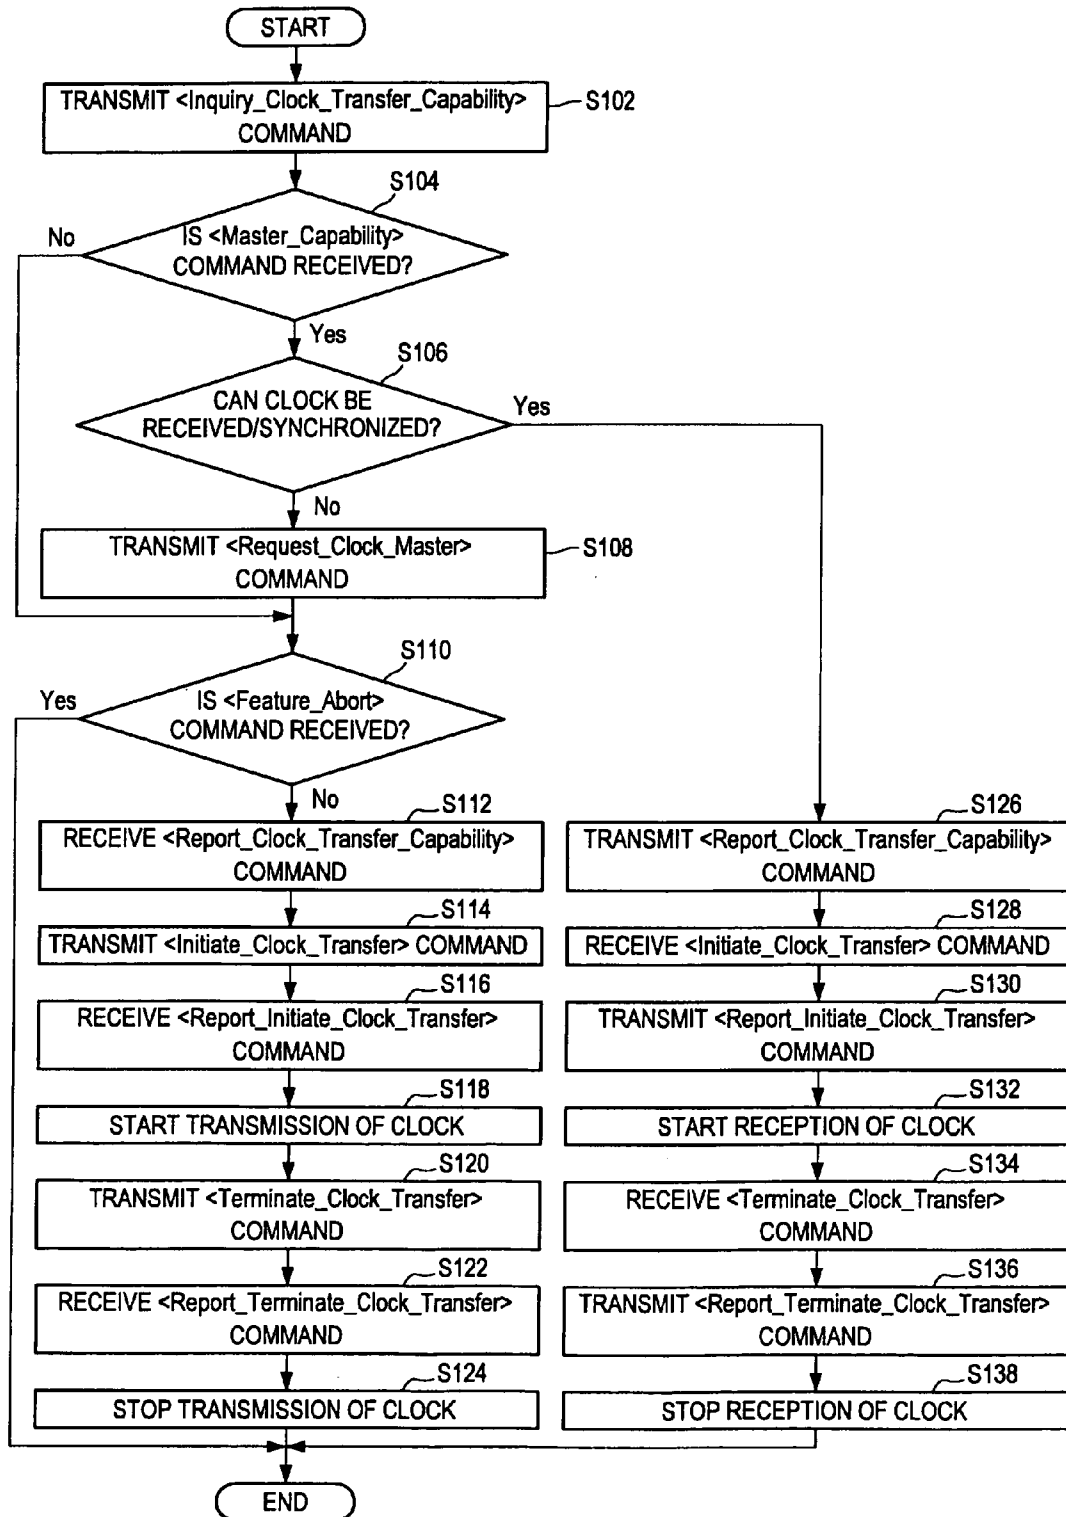 START
TRANSMIT <Inquiry_Clock_Transfer_Capability>
COMMAND
S102
S104
IS <Master_Capability>
COMMAND RECEIVED?
No
Yes
S106
CAN CLOCK BE
RECEIVED/SYNCHRONIZED?
Yes
No
TRANSMIT <Request_Clock_Master>
COMMAND
S108
S110
IS <Feature_Abort>
COMMAND RECEIVED?
Yes
No
S112
RECEIVE <Report_Clock_Transfer_Capability>
COMMAND
S114
TRANSMIT <Initiate_Clock_Transfer> COMMAND
S116
RECEIVE <Report_Initiate_Clock_Transfer>
COMMAND
S118
START TRANSMISSION OF CLOCK
S120
TRANSMIT <Terminate_Clock_Transfer>
COMMAND
S122
RECEIVE <Report_Terminate_Clock_Transfer>
COMMAND
S124
STOP TRANSMISSION OF CLOCK
S126
TRANSMIT <Report_Clock_Transfer_Capability>
COMMAND
S128
RECEIVE <Initiate_Clock_Transfer> COMMAND
S130
TRANSMIT <Report_Initiate_Clock_Transfer>
COMMAND
S132
START RECEPTION OF CLOCK
S134
RECEIVE <Terminate_Clock_Transfer>
COMMAND
S136
TRANSMIT <Report_Terminate_Clock_Transfer>
COMMAND
S138
STOP RECEPTION OF CLOCK
END